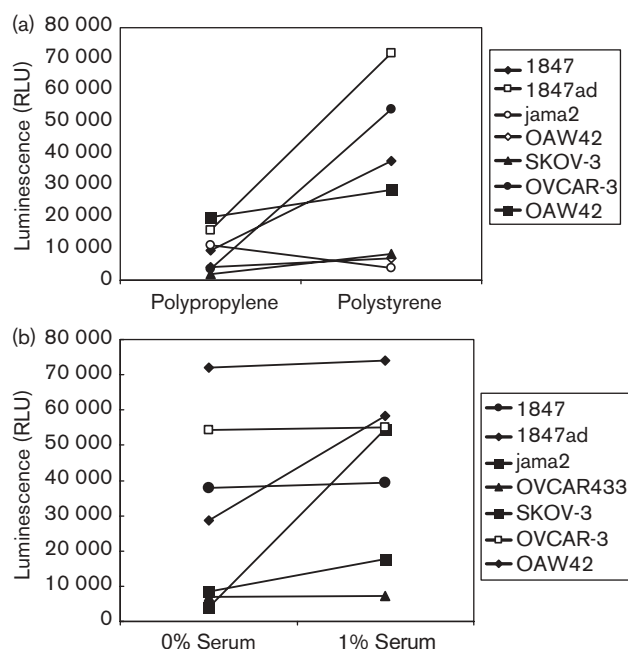 (a)
80 000
70 000
60 000
50 000
40 000
30 000
20 000
10 000
0
Luminescence (RLU)
Polypropylene
Polystyrene
1847
1847ad
jama2
OAW42
SKOV-3
OVCAR-3
OAW42
(b)
80 000
70 000
60 000
50 000
40 000
30 000
20 000
10 000
0
Luminescence (RLU)
0% Serum
1% Serum
1847
1847ad
jama2
OVCAR433
SKOV-3
OVCAR-3
OAW42